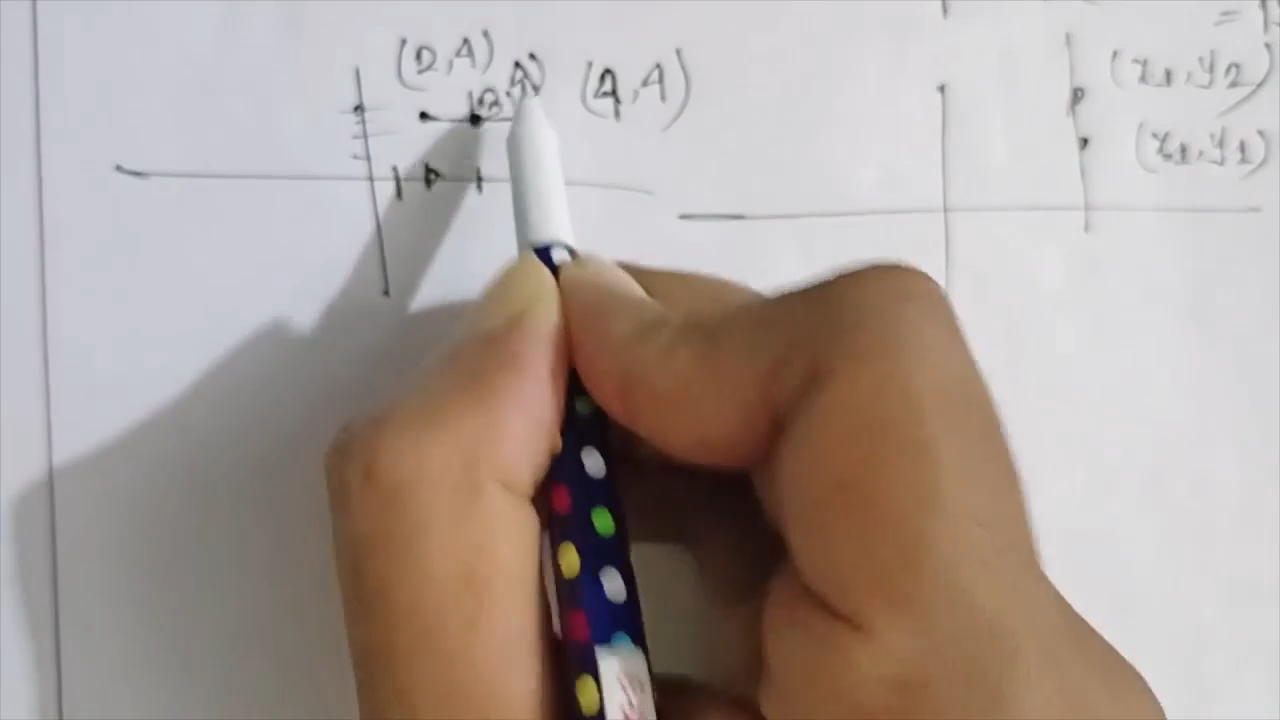 (2,4)
(4,4)
(x₁,y₂)
(x₁,y₁)